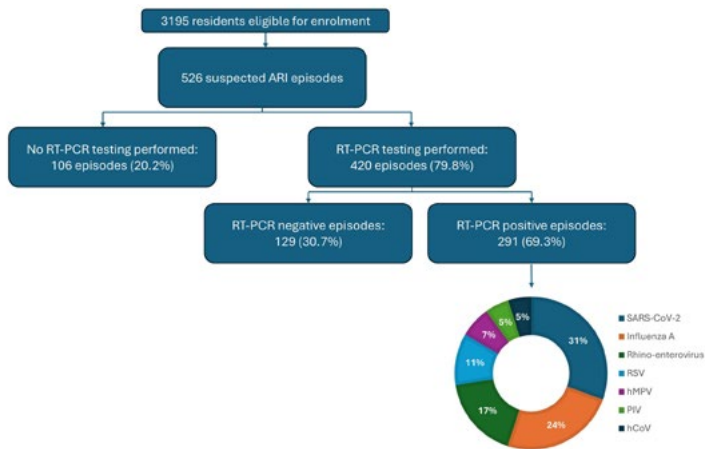 3195 residents eligible for enrolment
526 suspected ARI episodes
No RT-PCR testing performed:
106 episodes (20.2%)
RT-PCR testing performed:
420 episodes (79.8%)
RT-PCR negative episodes:
129 (30.7%)
RT-PCR positive episodes:
291 (69.3%)
5%
5%
7%
11%
17%
24%
31%
SARS-CoV-2
Influenza A
Rhino-enterovirus
RSV
hMPV
PIV
hCoV